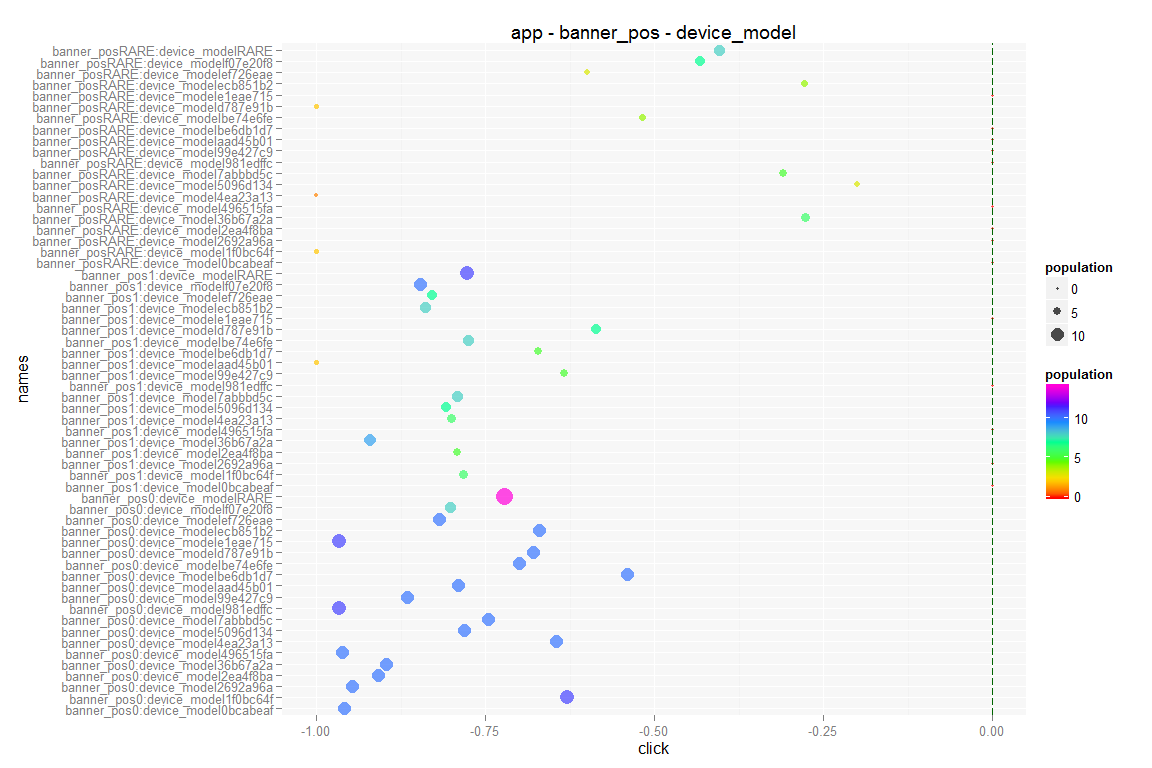 app - banner_pos - device_model
names
banner_posRARE:device_modelRARE
banner_posRARE:device_modelf07e20f8
banner_posRARE:device_modelef726eae
banner_posRARE:device_modelecb851b2
banner_posRARE:device_modele1eae715
banner_posRARE:device_modeld787e91b
banner_posRARE:device_modelbe74e6fe
banner_posRARE:device_modelbe6db1d7
banner_posRARE:device_modelaad45b01
banner_posRARE:device_model99e427c9
banner_posRARE:device_model981edffc
banner_posRARE:device_model7abbbd5c
banner_posRARE:device_model5096d134
banner_posRARE:device_model4ea23a13
banner_posRARE:device_model496515fa
banner_posRARE:device_model36b67a2a
banner_posRARE:device_model2ea4f8ba
banner_posRARE:device_model2692a96a
banner_posRARE:device_model1f0bc64f
banner_posRARE:device_model0bcabeaf
banner_pos1:device_modelRARE
banner_pos1:device_modelf07e20f8
banner_pos1:device_modelef726eae
banner_pos1:device_modelecb851b2
banner_pos1:device_modele1eae715
banner_pos1:device_modeld787e91b
banner_pos1:device_modelbe74e6fe
banner_pos1:device_modelbe6db1d7
banner_pos1:device_modelaad45b01
banner_pos1:device_model99e427c9
banner_pos1:device_model981edffc
banner_pos1:device_model7abbbd5c
banner_pos1:device_model5096d134
banner_pos1:device_model4ea23a13
banner_pos1:device_model496515fa
banner_pos1:device_model36b67a2a
banner_pos1:device_model2ea4f8ba
banner_pos1:device_model2692a96a
banner_pos1:device_model1f0bc64f
banner_pos1:device_model0bcabeaf
banner_pos0:device_modelRARE
banner_pos0:device_modelf07e20f8
banner_pos0:device_modelef726eae
banner_pos0:device_modelecb851b2
banner_pos0:device_modele1eae715
banner_pos0:device_modeld787e91b
banner_pos0:device_modelbe74e6fe
banner_pos0:device_modelbe6db1d7
banner_pos0:device_modelaad45b01
banner_pos0:device_model99e427c9
banner_pos0:device_model981edffc
banner_pos0:device_model7abbbd5c
banner_pos0:device_model5096d134
banner_pos0:device_model4ea23a13
banner_pos0:device_model496515fa
banner_pos0:device_model36b67a2a
banner_pos0:device_model2ea4f8ba
banner_pos0:device_model2692a96a
banner_pos0:device_model1f0bc64f
banner_pos0:device_model0bcabeaf
-1.00 -0.75 -0.50 -0.25 0.00
click
population
0
5
10
population
10
5
0